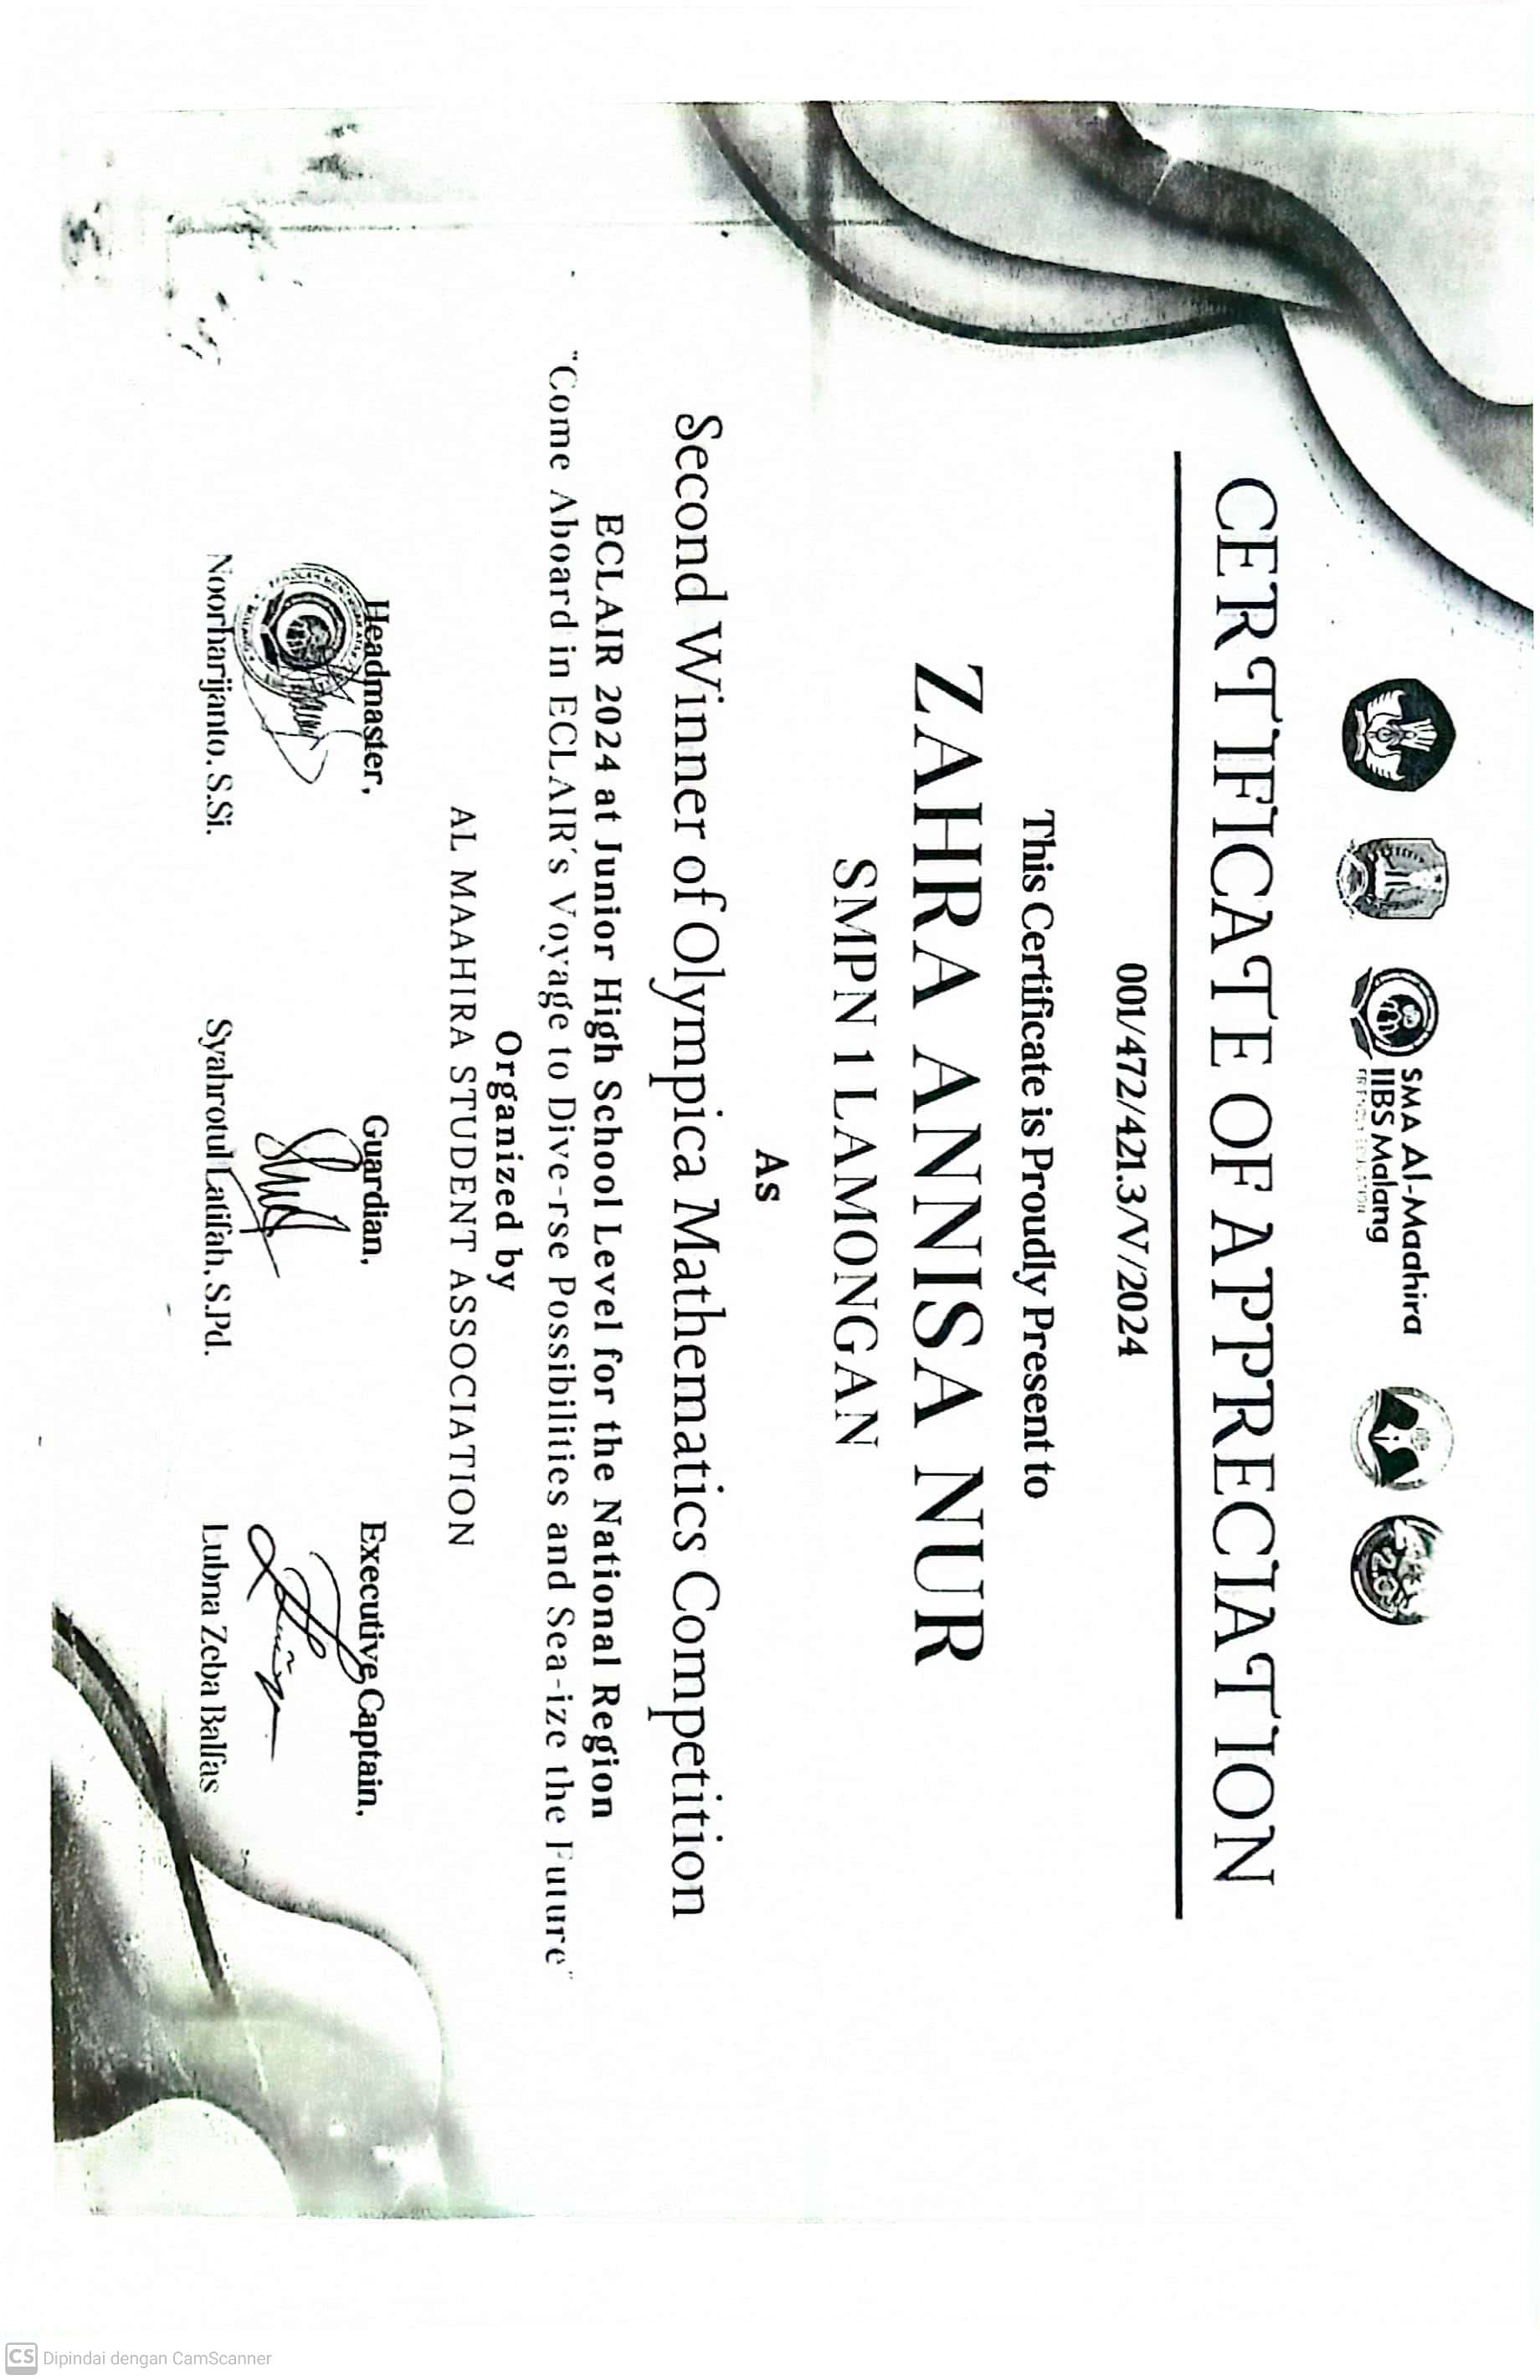 SMA Al-Maahira
IIBS Malang
CERTIFICATE OF APPRECIATION
001/472/421.3/V/2024
This Certificate is Proudly Present to
ZAHRA ANNISA NUR
SMPN 1 LAMONGAN
As
Second Winner of Olympica Mathematics Competition
ECLAIR 2024 at Junior High School Level for the National Region
"Come Aboard in ECLAIR's Voyage to Dive-rse Possibilities and Sea-ize the Future"
Organized by
AL MAAHIRA STUDENT ASSOCIATION
Headmaster,
Noorharijanto, S.Si.
Guardian,
Syahrotul Latifah, S.Pd.
Executive Captain,
Lubna Zeba Balfas
CS Dipindai dengan CamScanner